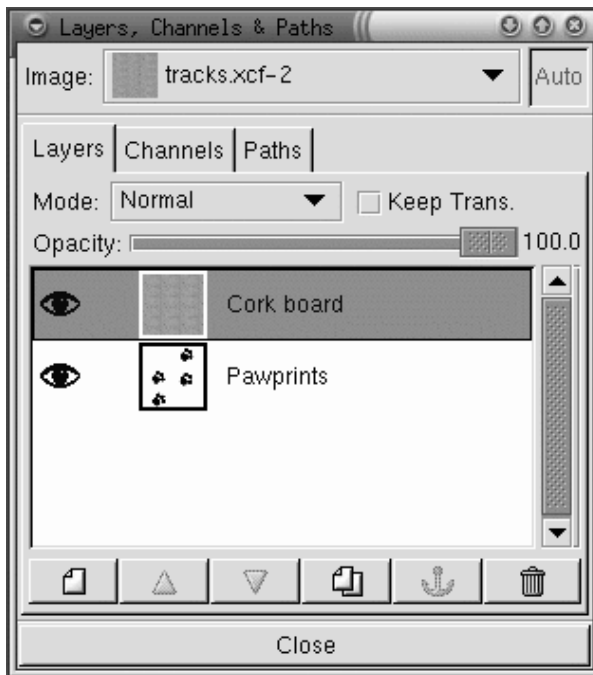 Layers, Channels & Paths
Image: tracks.xcf-2 Auto
Layers Channels Paths
Mode: Normal Keep Trans.
Opacity: 100.0
Cork board
Pawprints
Close